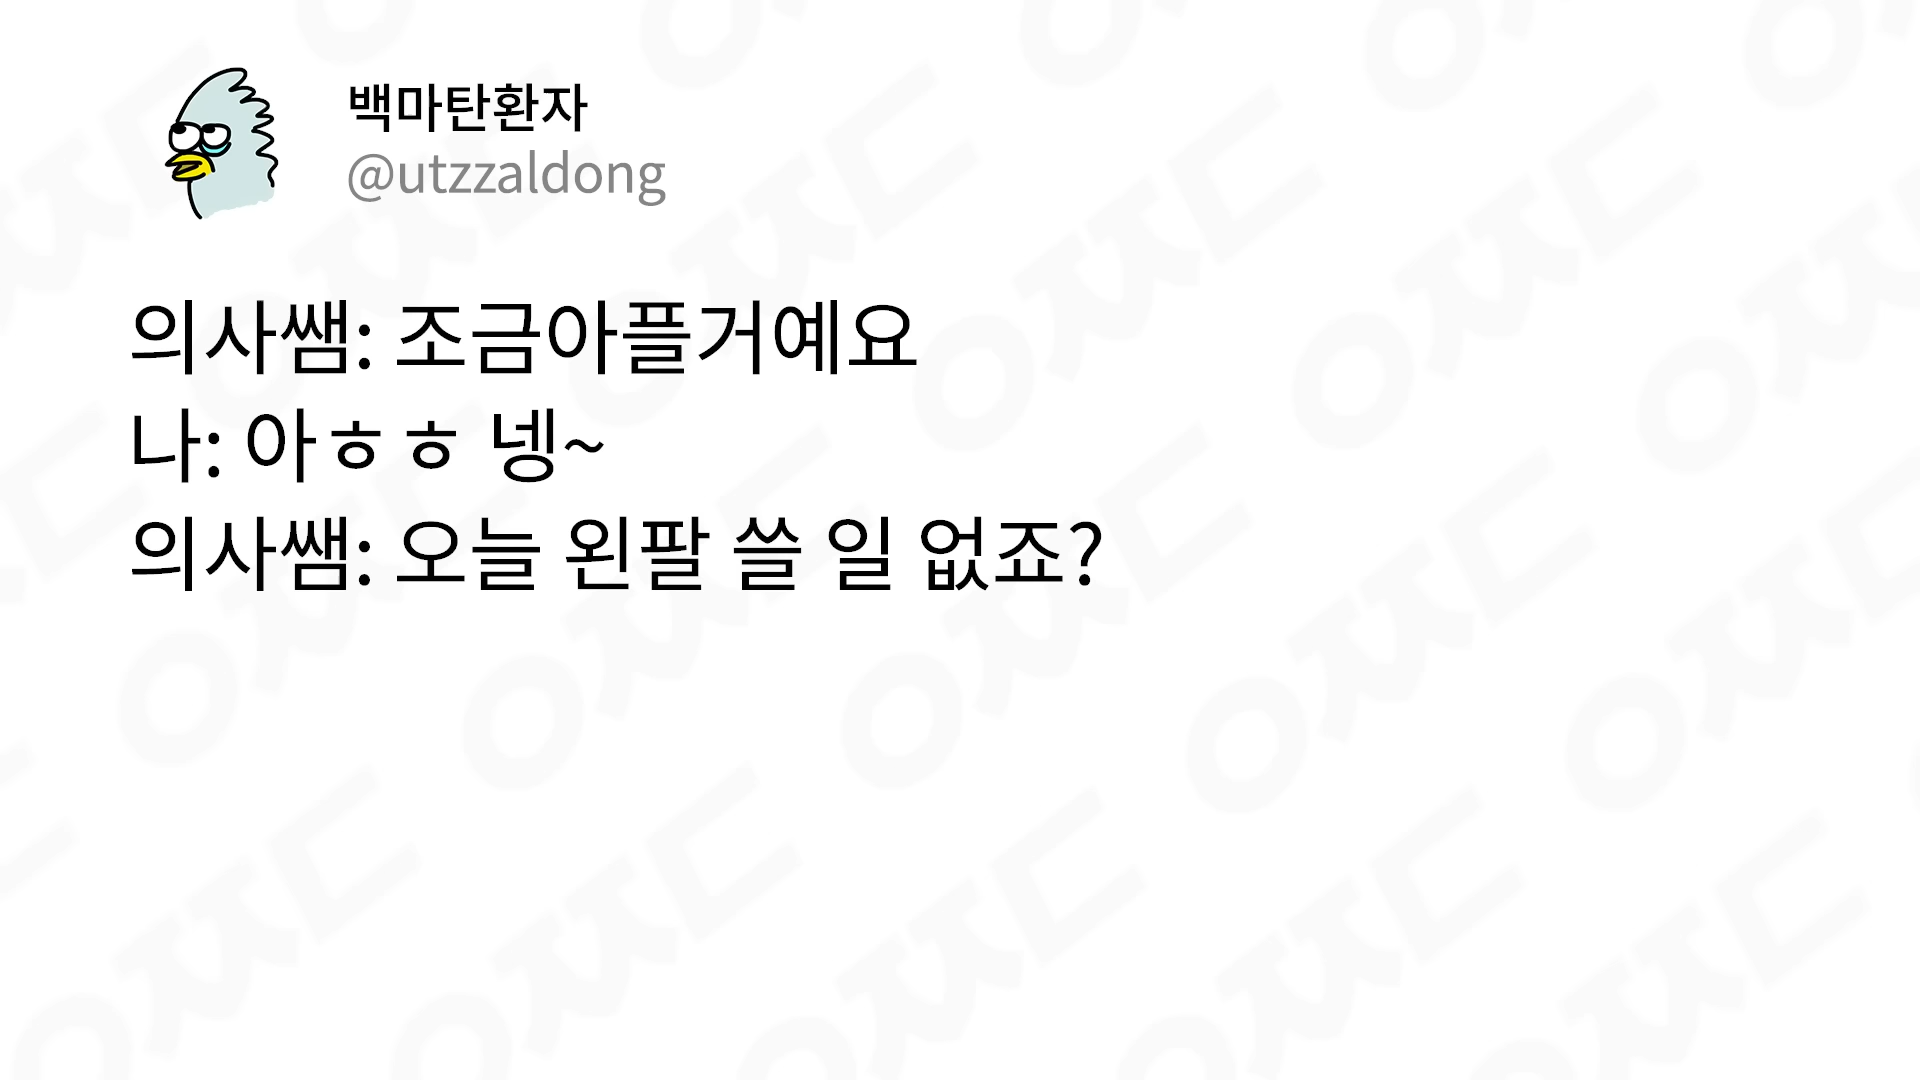 백마탄환자
@utzzaldong
의사쌤: 조금아플거예요
나: 아ㅎㅎ 넹~
의사쌤: 오늘 왼팔 쓸 일 없죠?